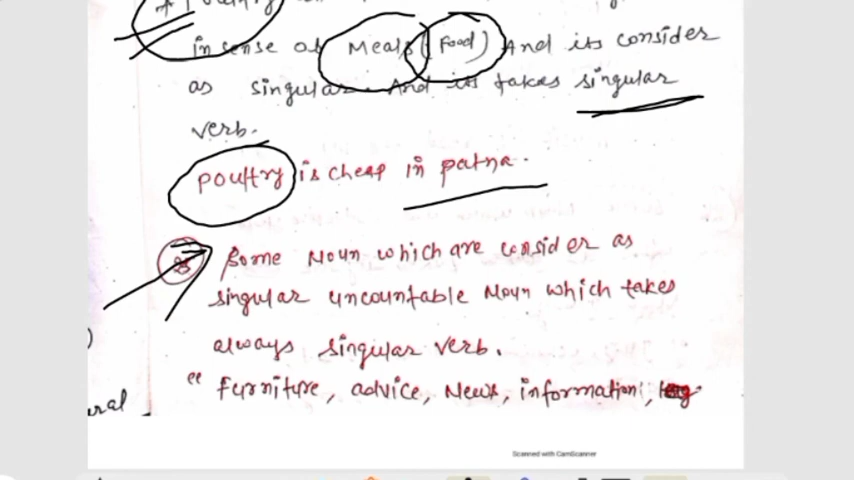 in sense of Meals (Food) And its consider
as singular. And its takes singular
verb.
Poultry is cheap in patna.
Some Noun which are consider as
singular uncountable Noun which takes
always singular verb.
" furniture, advice, News, information,
Scanned with CamScanner